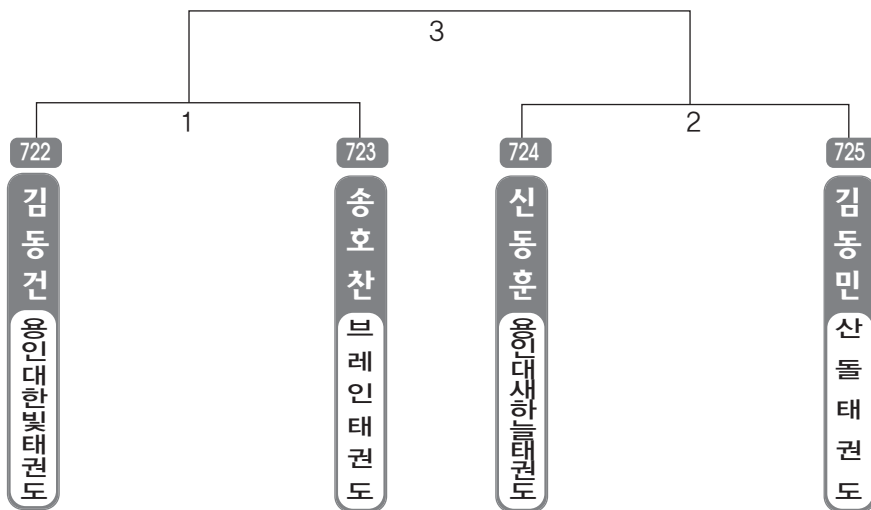 3
1
2
722
723
724
725
김동건
송호찬
신동훈
김동민
용인대한빛태권도
브레인태권도
용인대새하늘태권도
산돌태권도